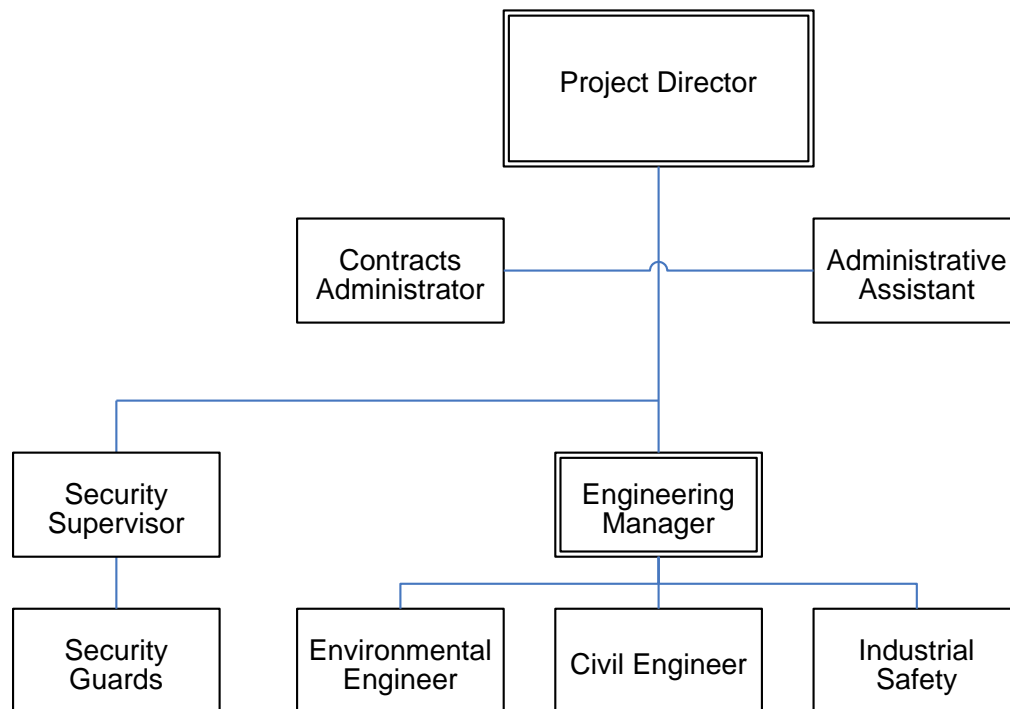 Project Director
Contracts
Administrator
Administrative
Assistant
Security
Supervisor
Engineering
Manager
Security
Guards
Environmental
Engineer
Civil Engineer
Industrial
Safety